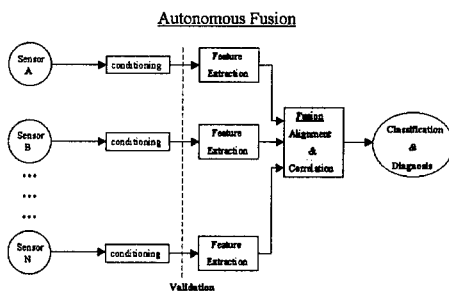 Autonomous Fusion
Sensor
A
conditioning
Feature
Extraction
Sensor
B
conditioning
Feature
Extraction
Fusion
Alignment
&
Correlation
Classification
&
Diagnosis
...
...
...
Sensor
N
conditioning
Feature
Extraction
Validation